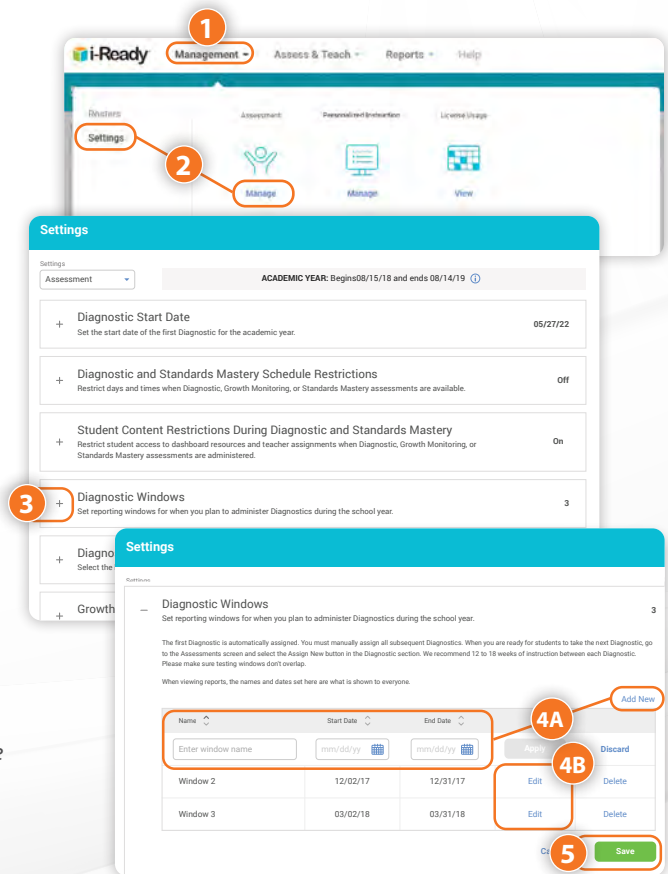 1
i-Ready Management Assess & Teach Reports Help
Rosters Assessment Personalized Instruction License Usage
Settings
2
Manage Manage View
Settings
Settings
Assessment ACADEMIC YEAR: Begins08/15/18 and ends 08/14/19
+ Diagnostic Start Date 05/27/22
Set the start date of the first Diagnostic for the academic year.
+ Diagnostic and Standards Mastery Schedule Restrictions Off
Restrict days and times when Diagnostic, Growth Monitoring, or Standards Mastery assessments are available.
+ Student Content Restrictions During Diagnostic and Standards Mastery On
Restrict student access to dashboard resources and teacher assignments when Diagnostic, Growth Monitoring, or
Standards Mastery assessments are administered.
3 + Diagnostic Windows 3
Set reporting windows for when you plan to administer Diagnostics during the school year.
+ Diagno
Select the
+ Growth
Settings
Settings
− Diagnostic Windows 3
Set reporting windows for when you plan to administer Diagnostics during the school year.
The first Diagnostic is automatically assigned. You must manually assign all subsequent Diagnostics. When you are ready for students to take the next Diagnostic, go
to the Assessments screen and select the Assign New button in the Diagnostic section. We recommend 12 to 18 weeks of instruction between each Diagnostic.
Please make sure testing windows don't overlap.
When viewing reports, the names and dates set here are what is shown to everyone.
Add New
Name Start Date End Date 4A
Enter window name mm/dd/yy mm/dd/yy Apply Discard
4B
Window 2 12/02/17 12/31/17 Edit Delete
Window 3 03/02/18 03/31/18 Edit Delete
Ca 5 Save
?